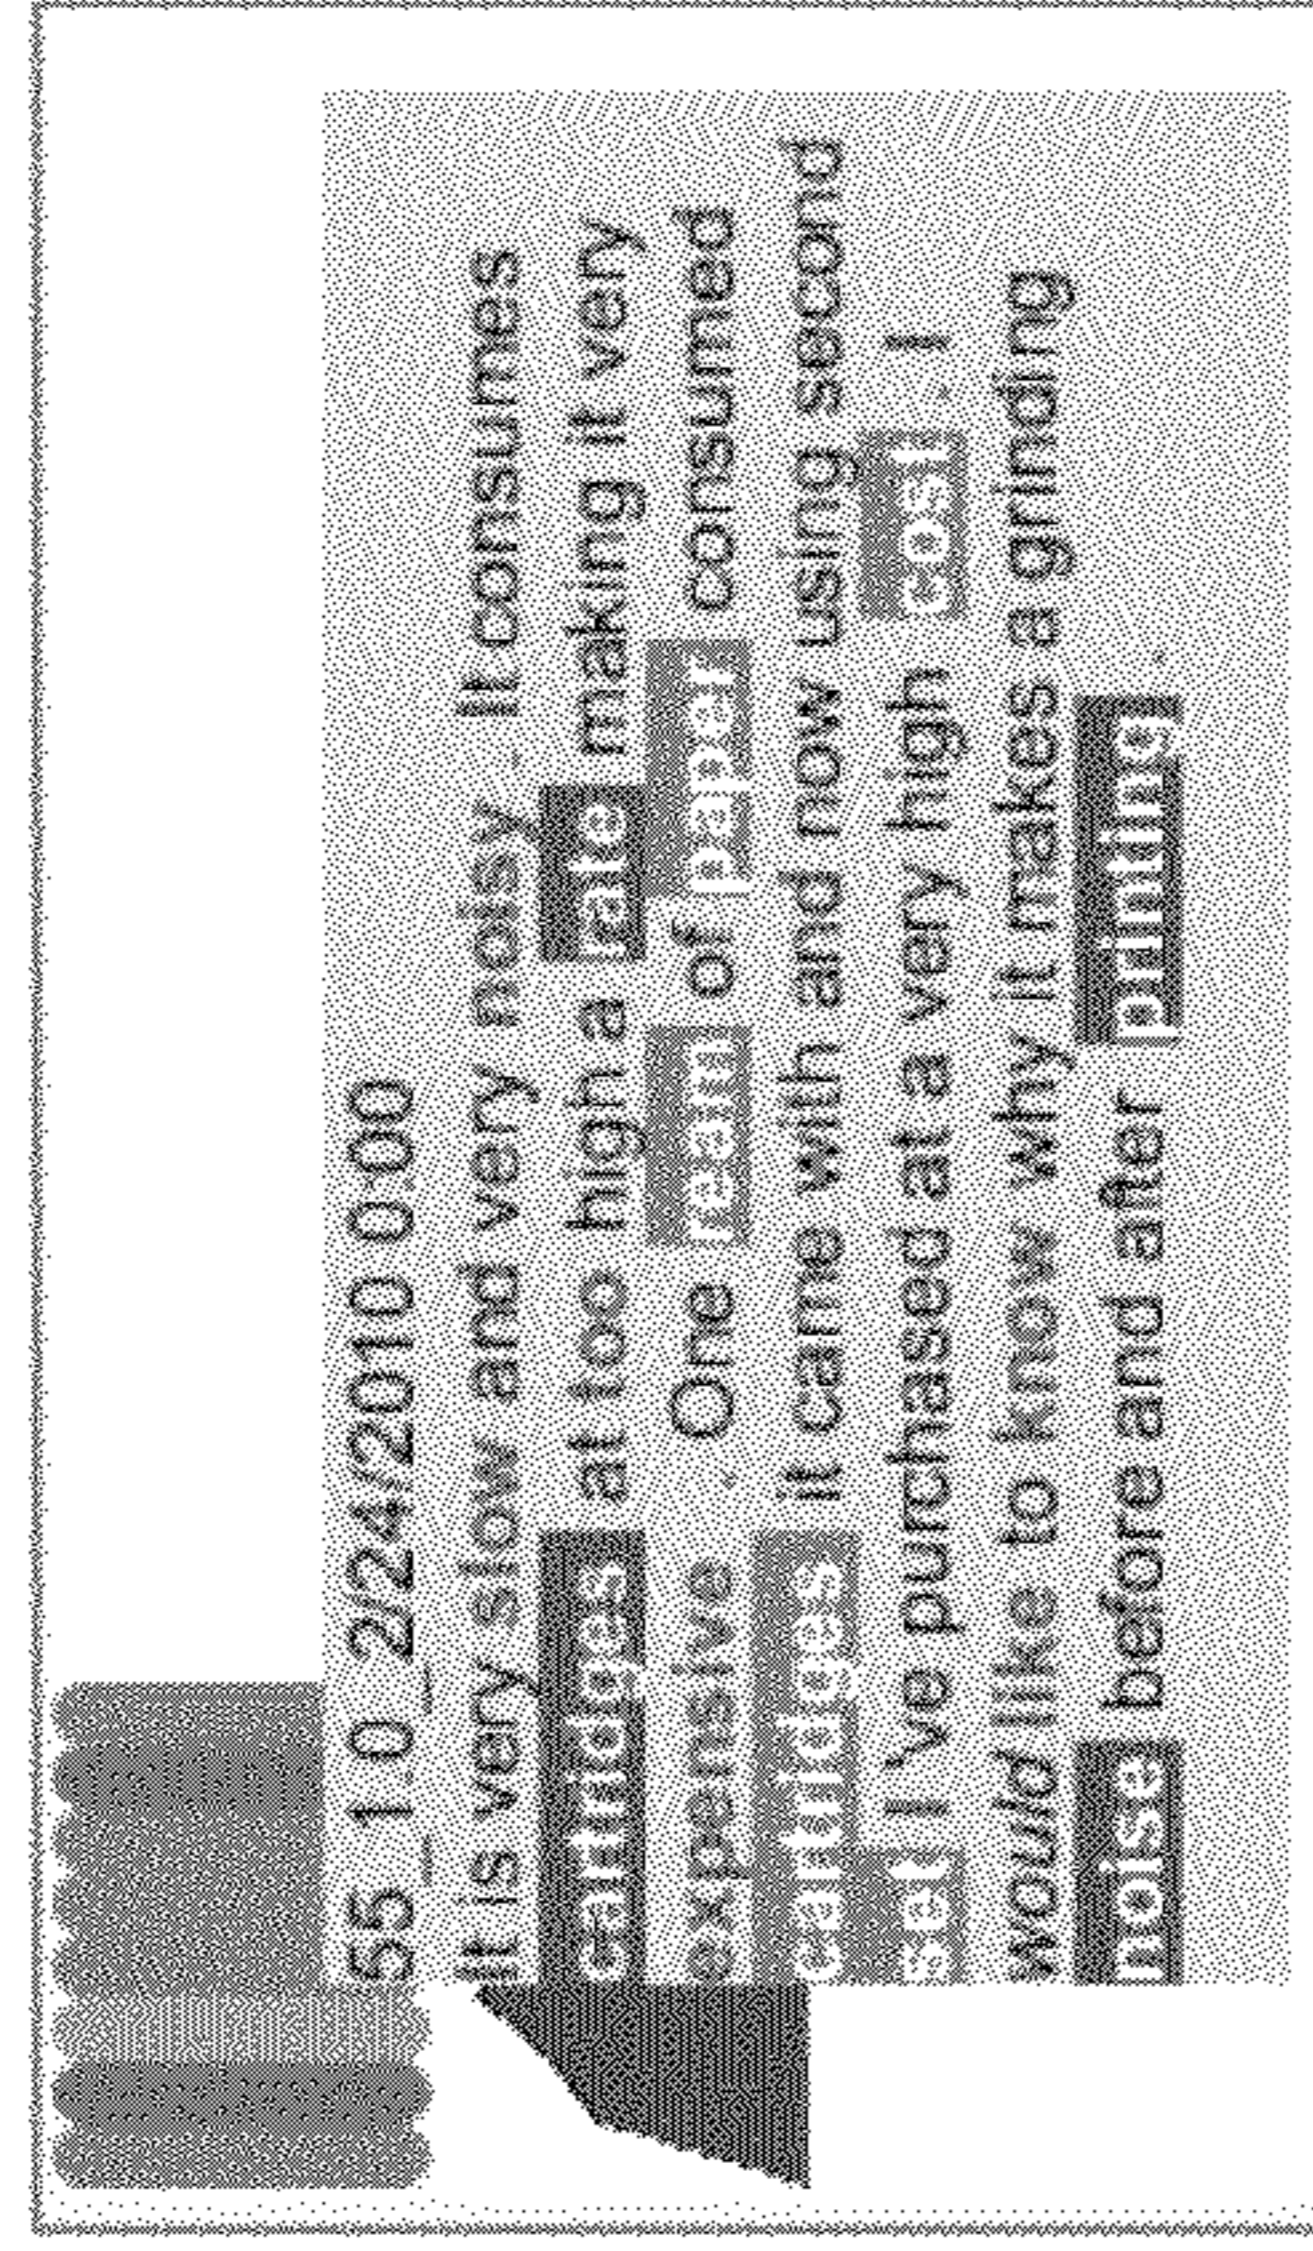 55_1.0_2/24/2010 0:00
It is very slow and very noisy . It consumes
cartridges at too high a rate making it very
expensive . One ream of paper consumed
cartridges it came with and now using second
set I've purchased at a very high cost . I
would like to know why it makes a grinding
noise before and after printing .